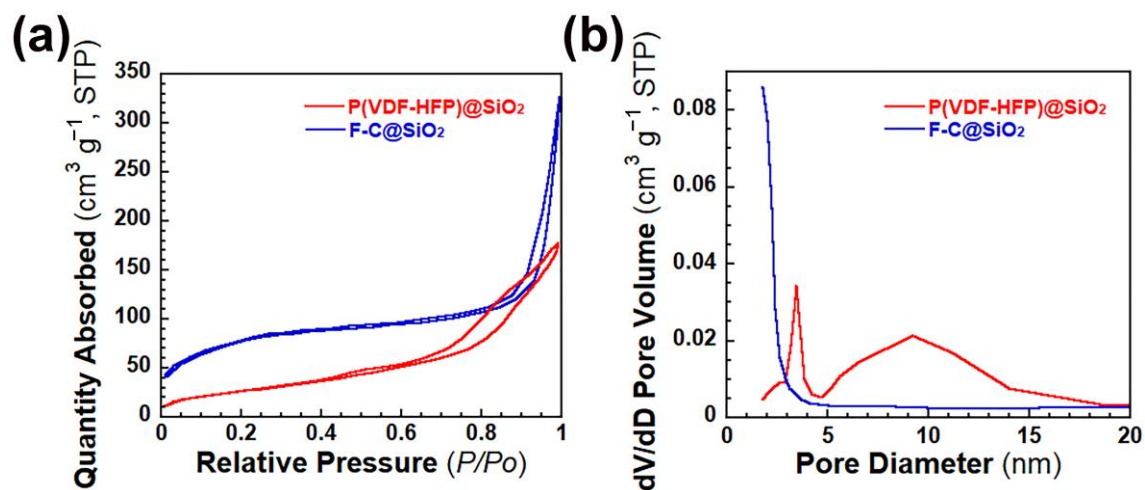 (a)
Quantity Absorbed (cm³ g⁻¹, STP)
350
300
250
200
150
100
50
0
P(VDF-HFP)@SiO₂
F-C@SiO₂
0 0.2 0.4 0.6 0.8 1
Relative Pressure (P/Po)
(b)
dV/dD Pore Volume (cm³ g⁻¹, STP)
0.08
0.06
0.04
0.02
0
P(VDF-HFP)@SiO₂
F-C@SiO₂
0 5 10 15 20
Pore Diameter (nm)